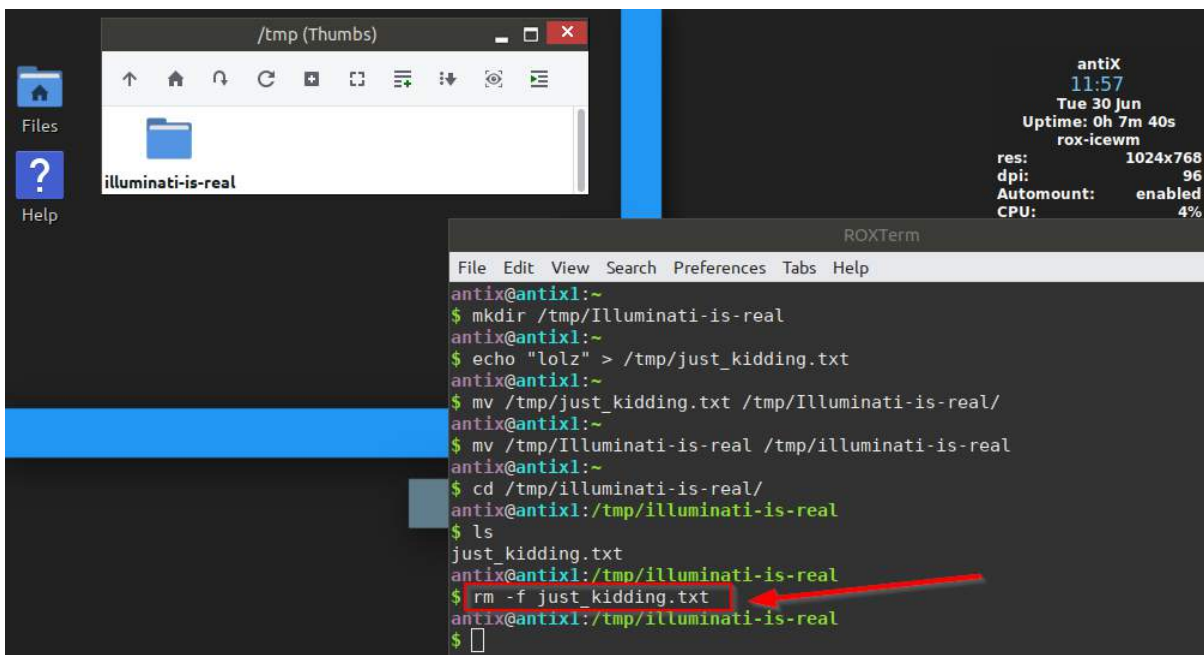 /tmp (Thumbs)
Files
illuminati-is-real
?
Help
antiX
11:57
Tue 30 Jun
Uptime: 0h 7m 40s
rox-icewm
res: 1024x768
dpi: 96
Automount: enabled
CPU: 4%
ROXTerm
File Edit View Search Preferences Tabs Help
antix@antix1:~
$ mkdir /tmp/Illuminati-is-real
antix@antix1:~
$ echo "lolz" > /tmp/just_kidding.txt
antix@antix1:~
$ mv /tmp/just_kidding.txt /tmp/Illuminati-is-real/
antix@antix1:~
$ mv /tmp/Illuminati-is-real /tmp/illuminati-is-real
antix@antix1:~
$ cd /tmp/illuminati-is-real/
antix@antix1:/tmp/illuminati-is-real
$ ls
just_kidding.txt
antix@antix1:/tmp/illuminati-is-real
$ rm -f just_kidding.txt
antix@antix1:/tmp/illuminati-is-real
$